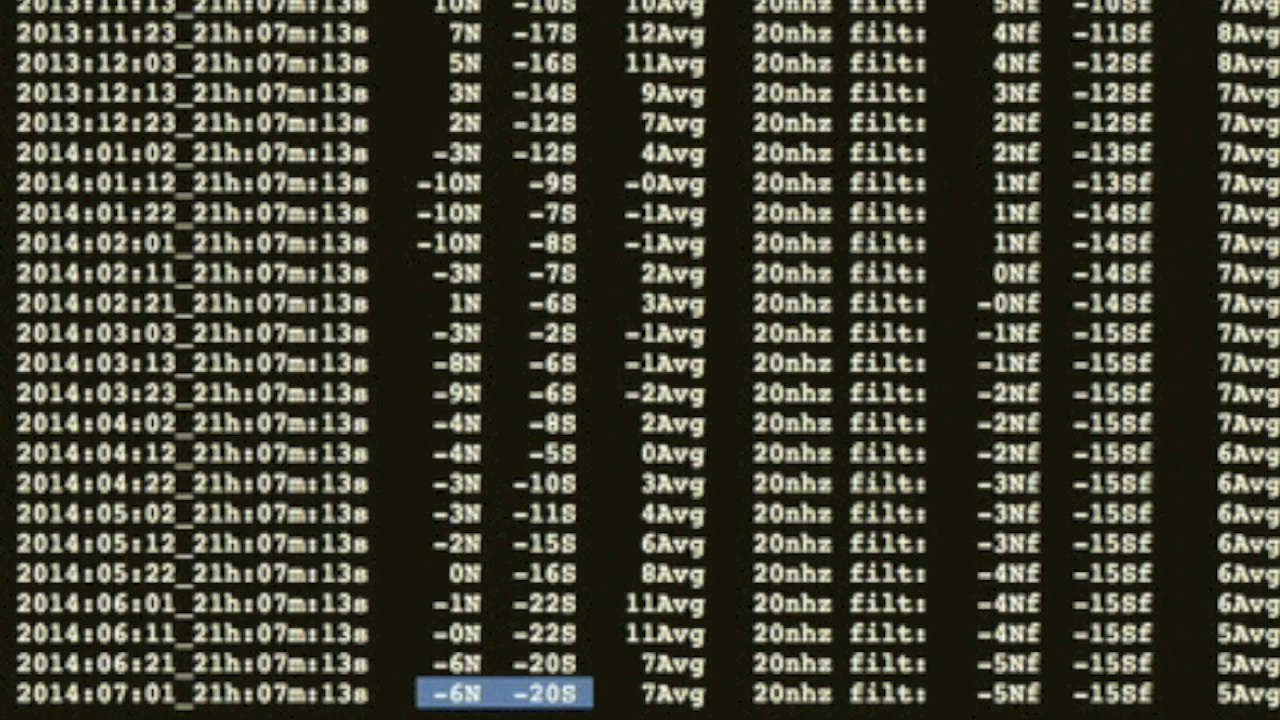 2013:11:13_21h:07m:13s 10N -10S 10Avg 20nhz filt: 5Nf -10Sf 7Avg
2013:11:23_21h:07m:13s 7N -17S 12Avg 20nhz filt: 4Nf -11Sf 8Avg
2013:12:03_21h:07m:13s 5N -16S 11Avg 20nhz filt: 4Nf -12Sf 8Avg
2013:12:13_21h:07m:13s 3N -14S 9Avg 20nhz filt: 3Nf -12Sf 7Avg
2013:12:23_21h:07m:13s 2N -12S 7Avg 20nhz filt: 2Nf -12Sf 7Avg
2014:01:02_21h:07m:13s -3N -12S 4Avg 20nhz filt: 2Nf -13Sf 7Avg
2014:01:12_21h:07m:13s -10N -9S -0Avg 20nhz filt: 1Nf -13Sf 7Avg
2014:01:22_21h:07m:13s -10N -7S -1Avg 20nhz filt: 1Nf -14Sf 7Avg
2014:02:01_21h:07m:13s -10N -8S -1Avg 20nhz filt: 1Nf -14Sf 7Avg
2014:02:11_21h:07m:13s -3N -7S 2Avg 20nhz filt: 0Nf -14Sf 7Avg
2014:02:21_21h:07m:13s 1N -6S 3Avg 20nhz filt: -0Nf -14Sf 7Avg
2014:03:03_21h:07m:13s -3N -2S -1Avg 20nhz filt: -1Nf -15Sf 7Avg
2014:03:13_21h:07m:13s -8N -6S -1Avg 20nhz filt: -1Nf -15Sf 7Avg
2014:03:23_21h:07m:13s -9N -6S -2Avg 20nhz filt: -2Nf -15Sf 7Avg
2014:04:02_21h:07m:13s -4N -8S 2Avg 20nhz filt: -2Nf -15Sf 7Avg
2014:04:12_21h:07m:13s -4N -5S 0Avg 20nhz filt: -2Nf -15Sf 6Avg
2014:04:22_21h:07m:13s -3N -10S 3Avg 20nhz filt: -3Nf -15Sf 6Avg
2014:05:02_21h:07m:13s -3N -11S 4Avg 20nhz filt: -3Nf -15Sf 6Avg
2014:05:12_21h:07m:13s -2N -15S 6Avg 20nhz filt: -3Nf -15Sf 6Avg
2014:05:22_21h:07m:13s 0N -16S 8Avg 20nhz filt: -4Nf -15Sf 6Avg
2014:06:01_21h:07m:13s -1N -22S 11Avg 20nhz filt: -4Nf -15Sf 6Avg
2014:06:11_21h:07m:13s -0N -22S 11Avg 20nhz filt: -4Nf -15Sf 5Avg
2014:06:21_21h:07m:13s -6N -20S 7Avg 20nhz filt: -5Nf -15Sf 5Avg
2014:07:01_21h:07m:13s -6N -20S 7Avg 20nhz filt: -5Nf -15Sf 5Avg